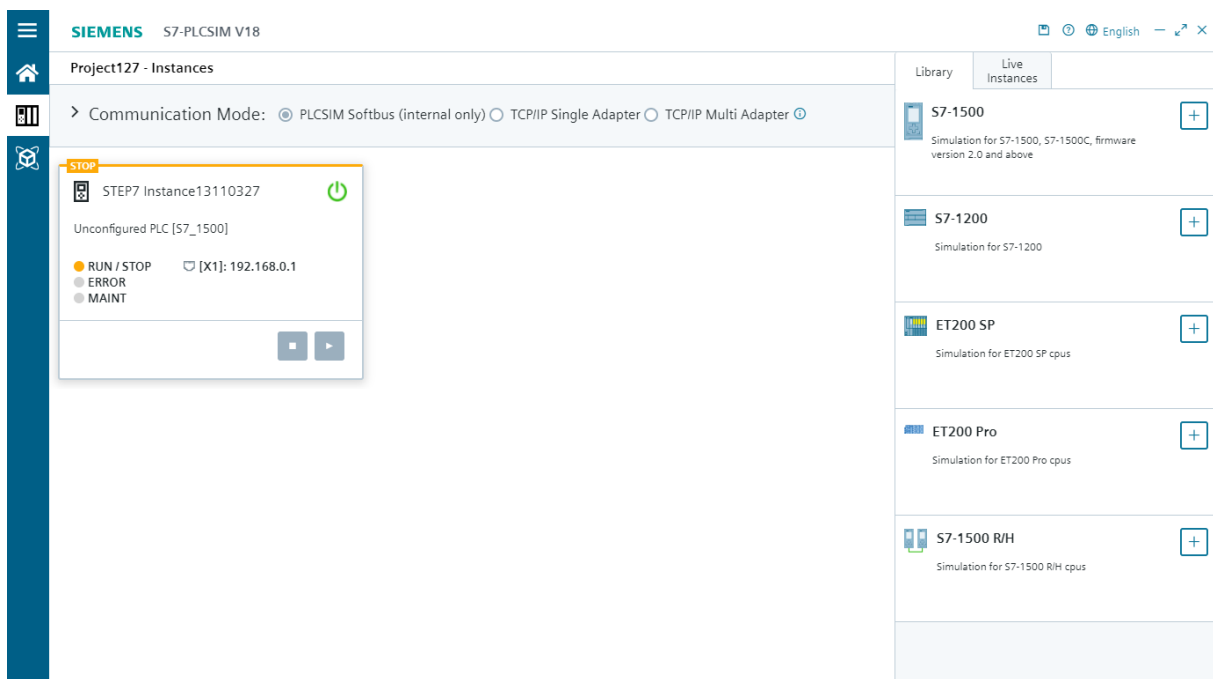 SIEMENS S7-PLCSIM V18
English
Project127 - Instances
Communication Mode: PLCSIM Softbus (internal only) TCP/IP Single Adapter TCP/IP Multi Adapter
STOP
STEP7 Instance13110327
Unconfigured PLC [S7_1500]
RUN / STOP [X1]: 192.168.0.1
ERROR
MAINT
Library
Live
Instances
S7-1500
Simulation for S7-1500, S7-1500C, firmware
version 2.0 and above
S7-1200
Simulation for S7-1200
ET200 SP
Simulation for ET200 SP cpus
ET200 Pro
Simulation for ET200 Pro cpus
S7-1500 R/H
Simulation for S7-1500 R/H cpus